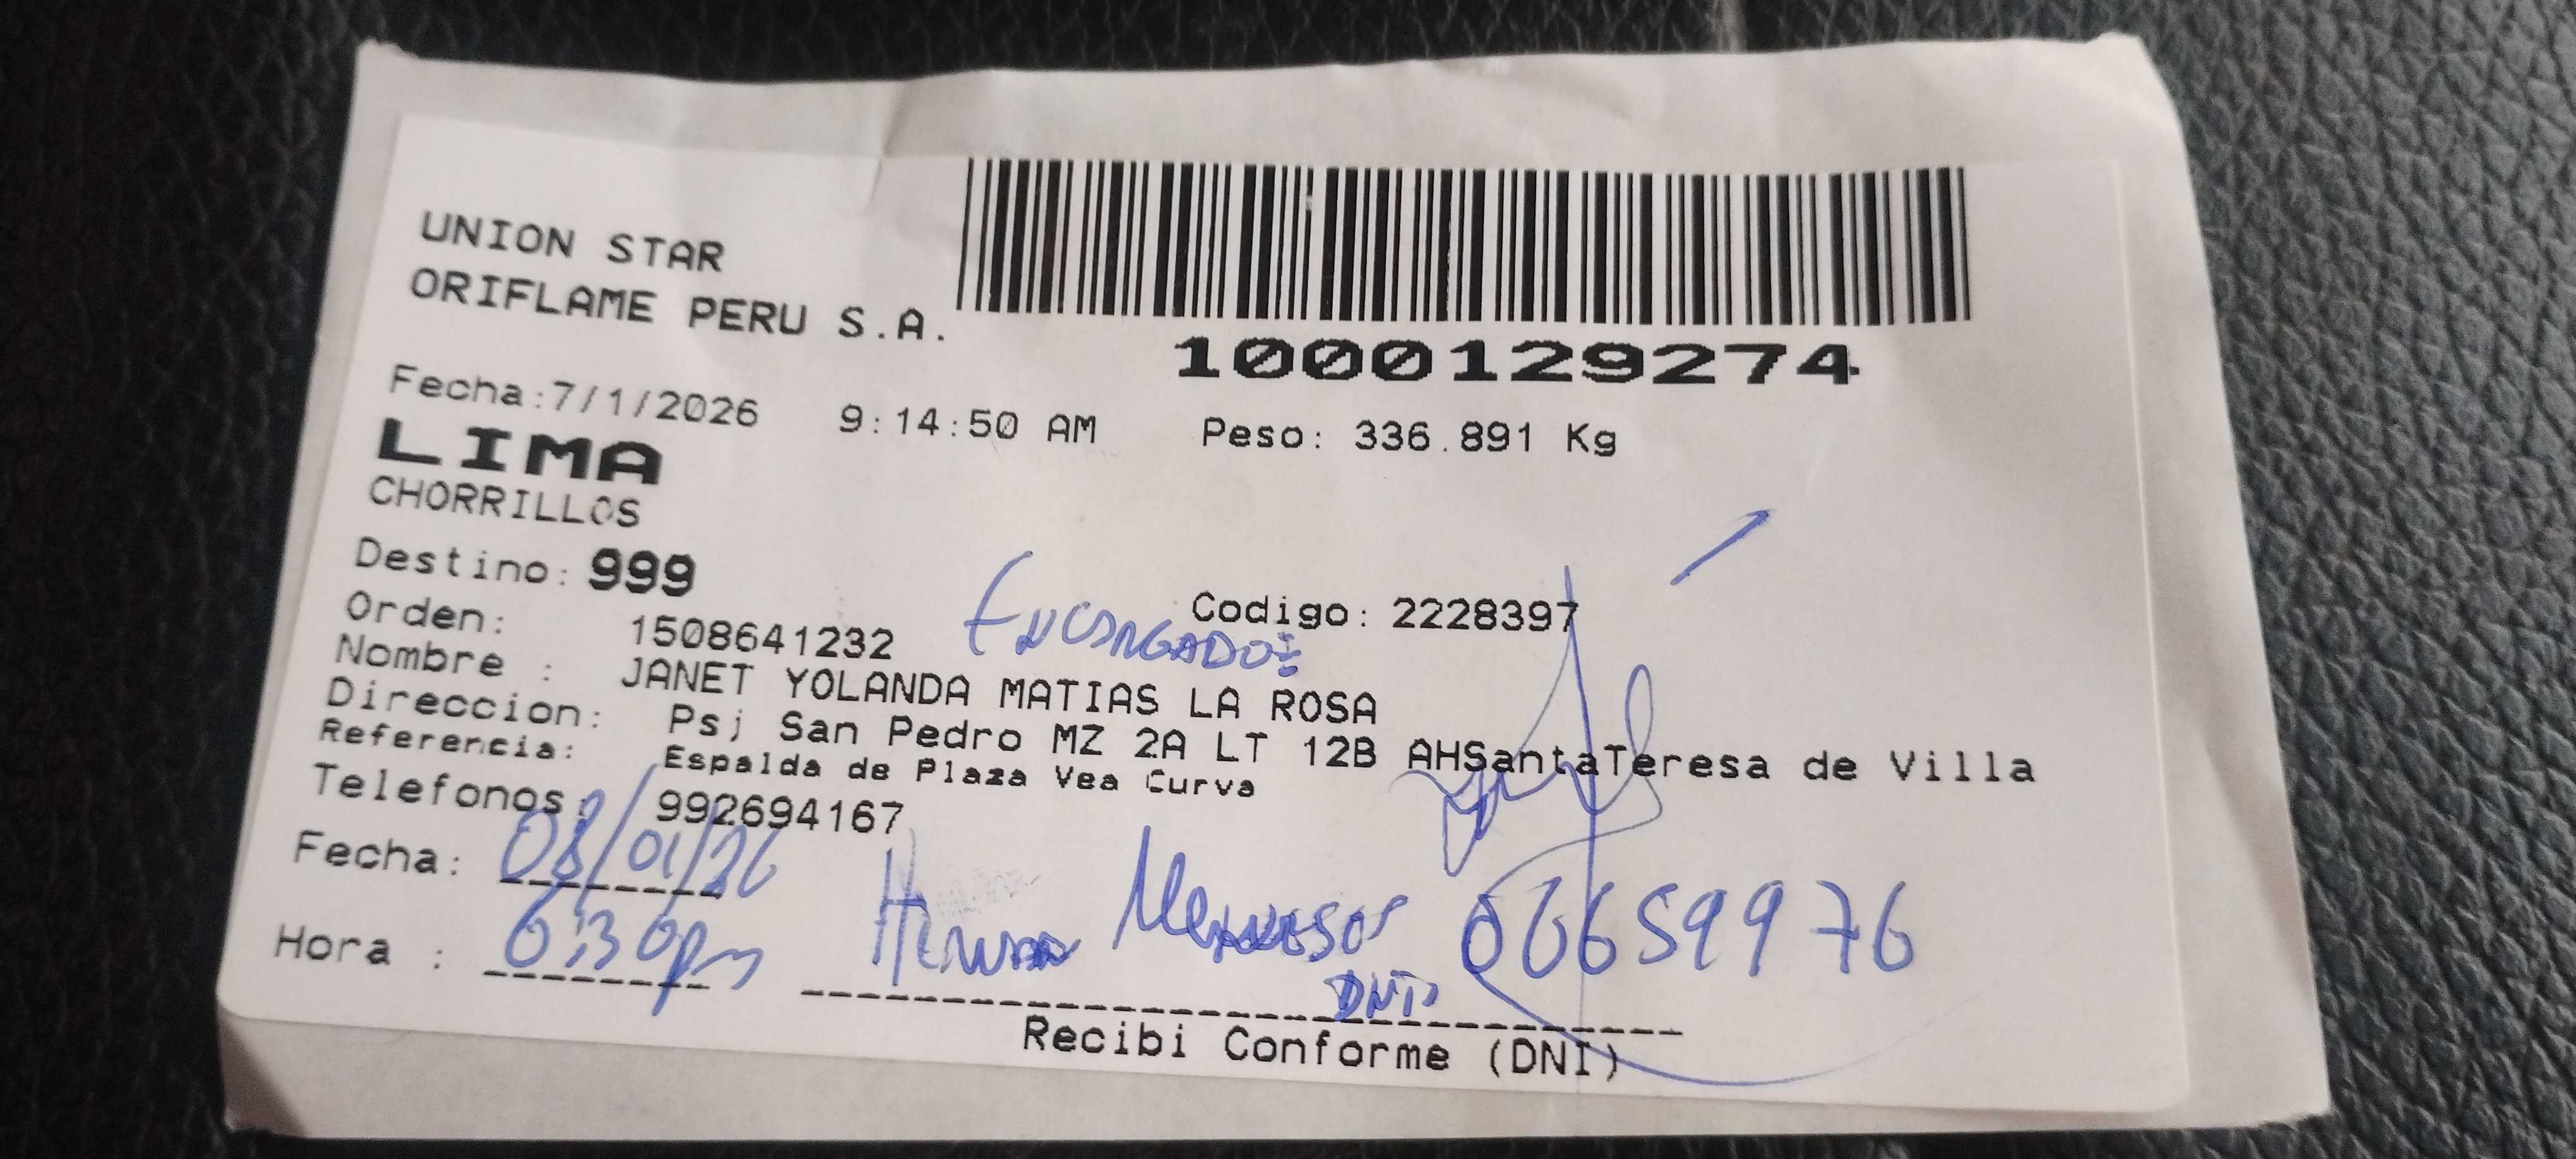 UNION STAR
ORIFLAME PERU S.A.
1000129274
Fecha:7/1/2026 9:14:50 AM Peso: 336.891 Kg
LIMA
CHORRILLOS
Destino: 999
Orden: 1508641232 Codigo: 2228397
ENCARGADO:
Nombre : JANET YOLANDA MATIAS LA ROSA
Direccion: Psj San Pedro MZ 2A LT 12B AHSantaTeresa de Villa
Referencia: Espalda de Plaza Vea Curva
Telefonos: 992694167
Fecha: 08/01/26
Hora : 6:30pm 06659976
DNI:
Recibi Conforme (DNI)